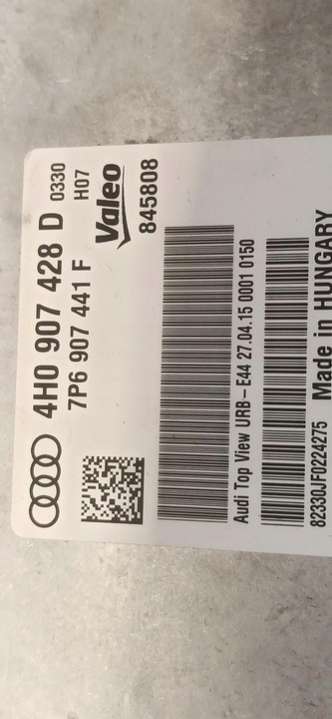 4H0 907 428 D 0330
7P6 907 441 F H07
Valeo
845808
Audi Top View URB-E44 27.04.15 0001 0150
82330JF0224275 Made in HUNGARY